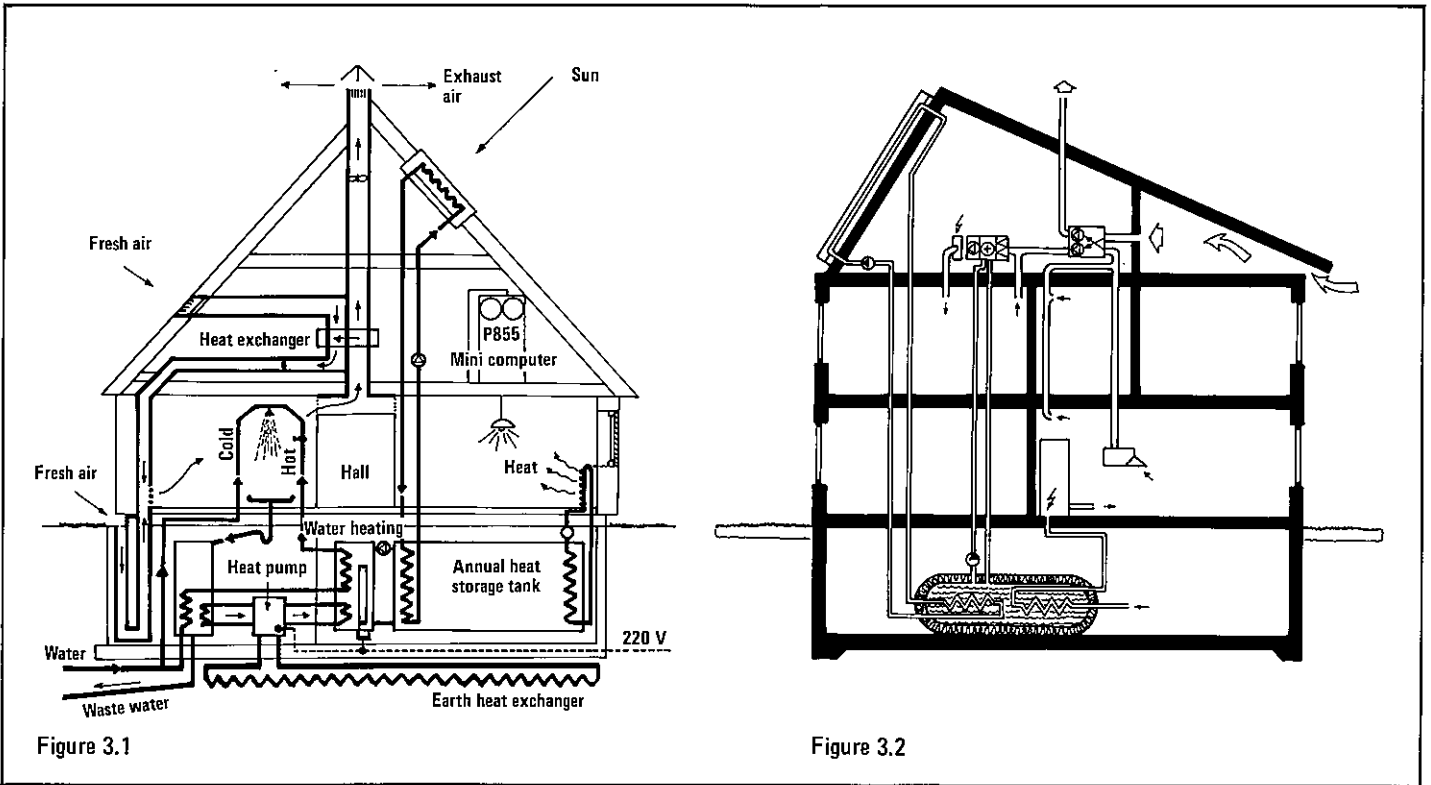 Exhaust
air
Sun
Fresh air
Heat exchanger
P855
Mini computer
Cold
Hot
Hall
Heat
Fresh air
Water heating
Heat pump
Annual heat
storage tank
220 V
Water
Waste water
Earth heat exchanger
Figure 3.1
Figure 3.2